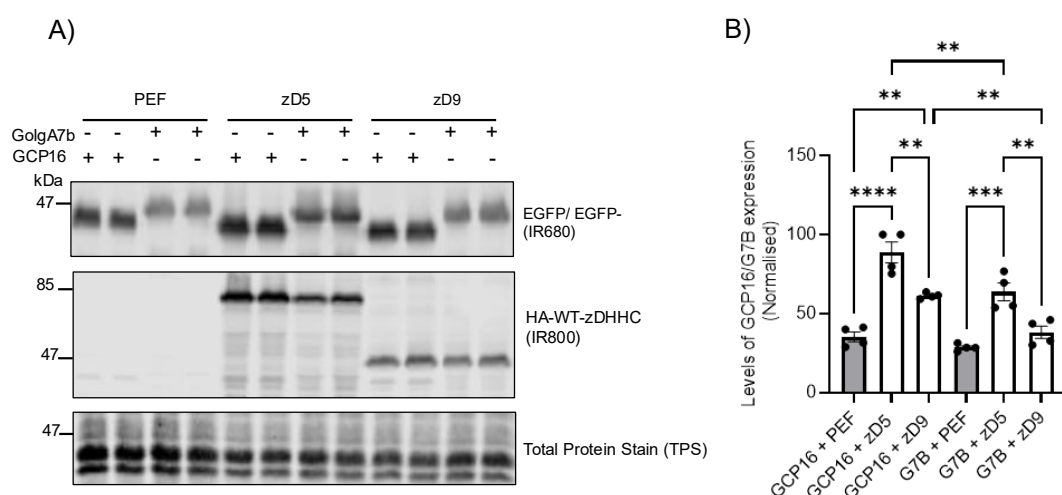 A)
PEF zD5 zD9
GolgA7b - - + + - - + + - - + +
GCP16 + + - - + + - - + + - -
kDa
47
EGFP/ EGFP-
(IR680)
85
47
HA-WT-zDHHC
(IR800)
47
Total Protein Stain (TPS)
B)
**
** **
** **
**** ***
Levels of GCP16/G7B expression
(Normalised)
150
100
50
0
GCP16 + PEF
GCP16 + zD5
GCP16 + zD9
G7B + PEF
G7B + zD5
G7B + zD9